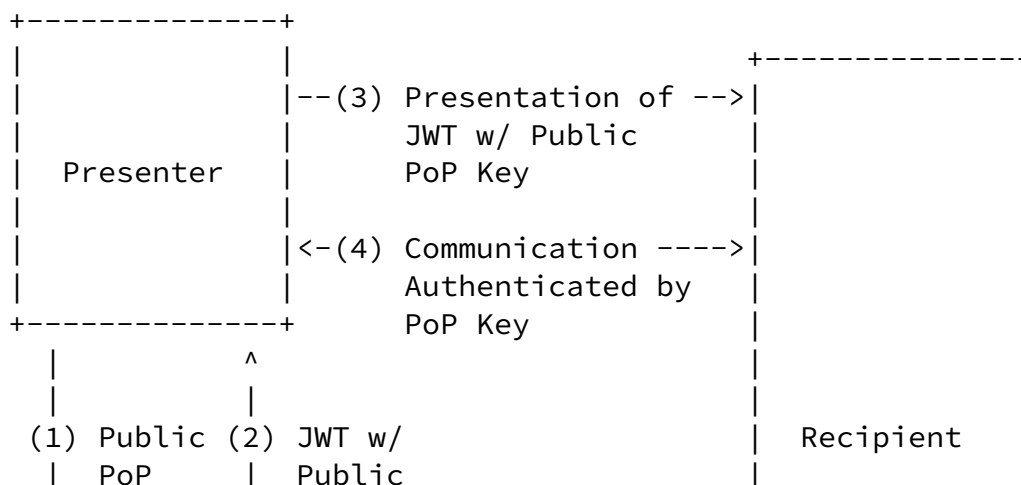 +--------------+
|              |                         +--------------
|              |--(3) Presentation of -->|
|              |      JWT w/ Public      |
|  Presenter   |      PoP Key            |
|              |                         |
|              |<-(4) Communication ---->|
|              |      Authenticated by   |
+--------------+      PoP Key            |
  |          ^                           |
  |          |                           |
 (1) Public (2) JWT w/                   |  Recipient
  |  PoP     |  Public                   |